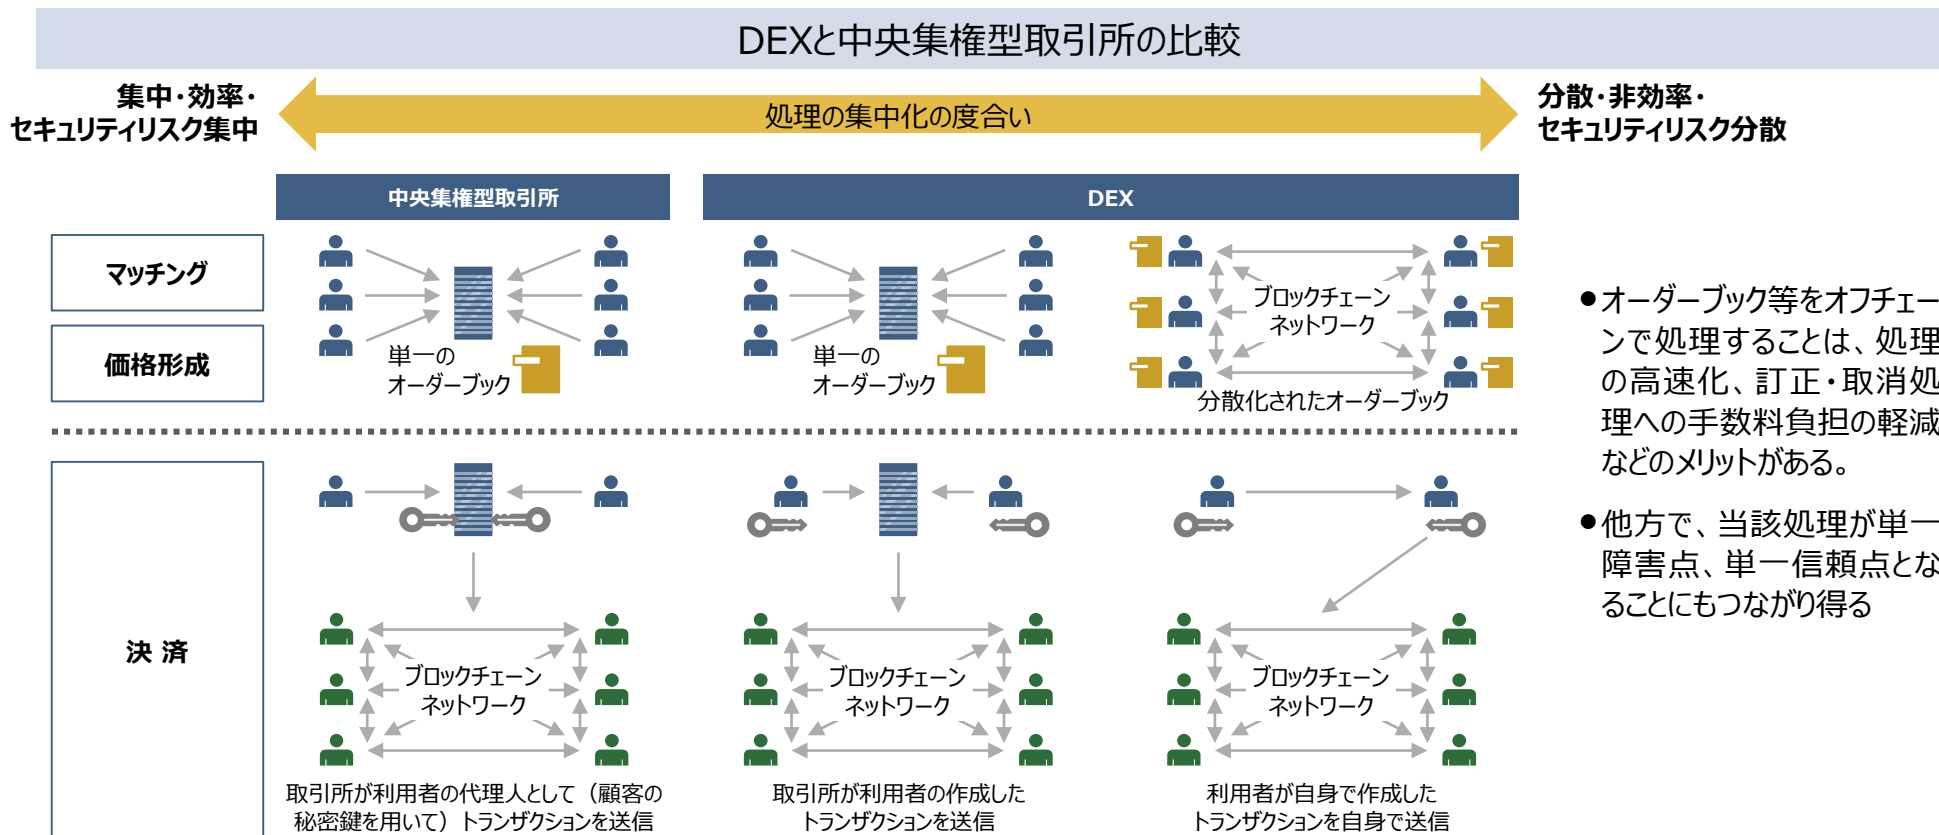 DEXと中央集権型取引所の比較
集中・効率・
セキュリティリスク集中
処理の集中化の度合い
分散・非効率・
セキュリティリスク分散
中央集権型取引所
DEX
マッチング
価格形成
単一の
オーダーブック
単一の
オーダーブック
ブロックチェーン
ネットワーク
分散化されたオーダーブック
決 済
ブロックチェーン
ネットワーク
ブロックチェーン
ネットワーク
ブロックチェーン
ネットワーク
取引所が利用者の代理人として（顧客の
秘密鍵を用いて）トランザクションを送信
取引所が利用者の作成した
トランザクションを送信
利用者が自身で作成した
トランザクションを自身で送信
●オーダーブック等をオフチェー
ンで処理することは、処理
の高速化、訂正・取消処
理への手数料負担の軽減
などのメリットがある。
●他方で、当該処理が単一
障害点、単一信頼点とな
ることにもつながり得る